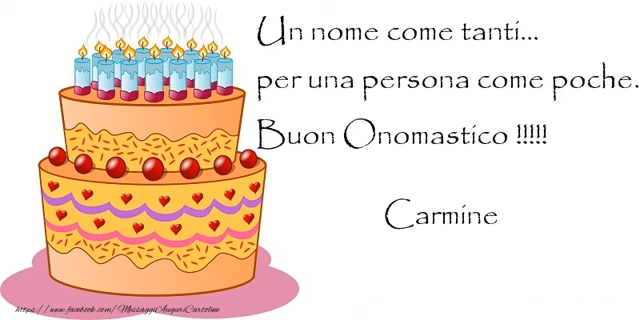 Un nome come tanti...
per una persona come poche.
Buon Onomastico !!!!!
Carmine
https://www.facebook.com/MessaggiAuguriCartoline